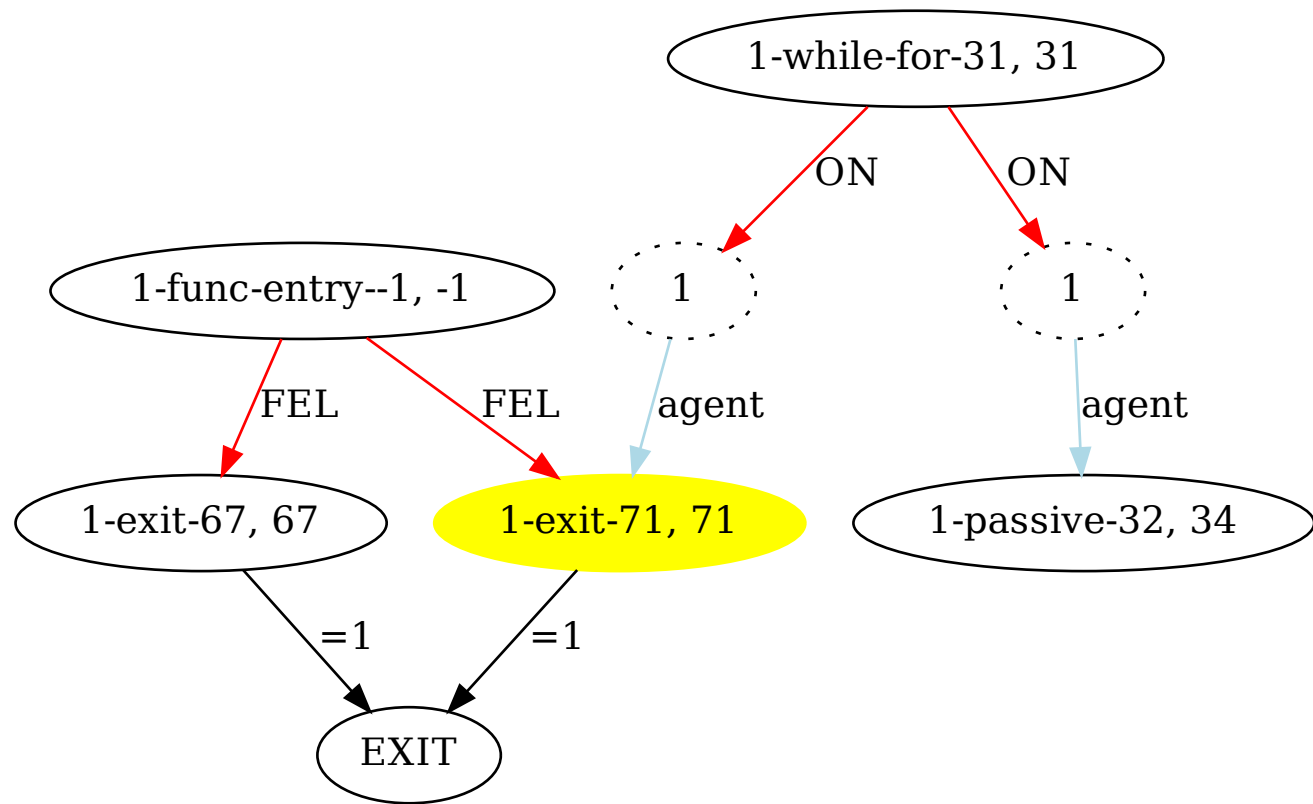 1-while-for-31, 31
ON
ON
1-func-entry--1, -1
1
1
FEL
FEL
agent
agent
1-exit-67, 67
1-exit-71, 71
1-passive-32, 34
=1
=1
EXIT